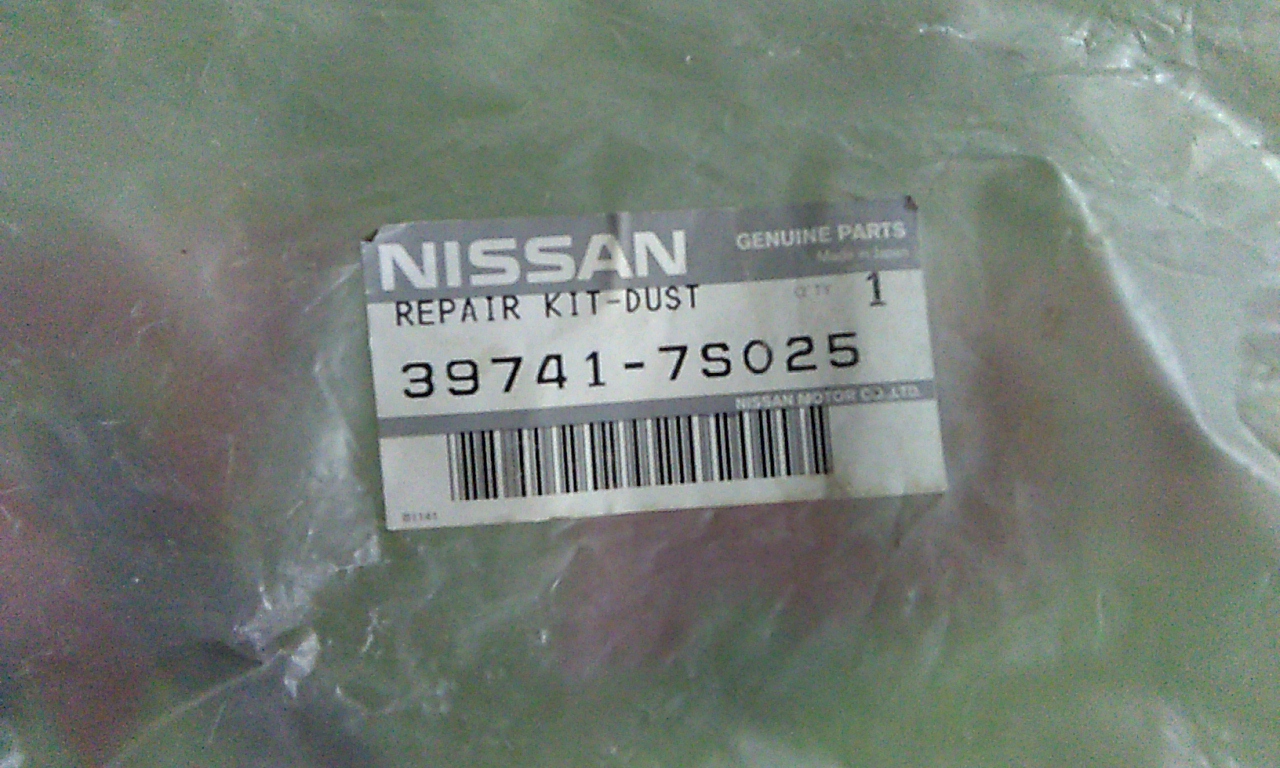 NISSAN GENUINE PARTS
Made in Japan
REPAIR KIT-DUST Q'TY 1
39741-7S025
NISSAN MOTOR CO.,LTD.